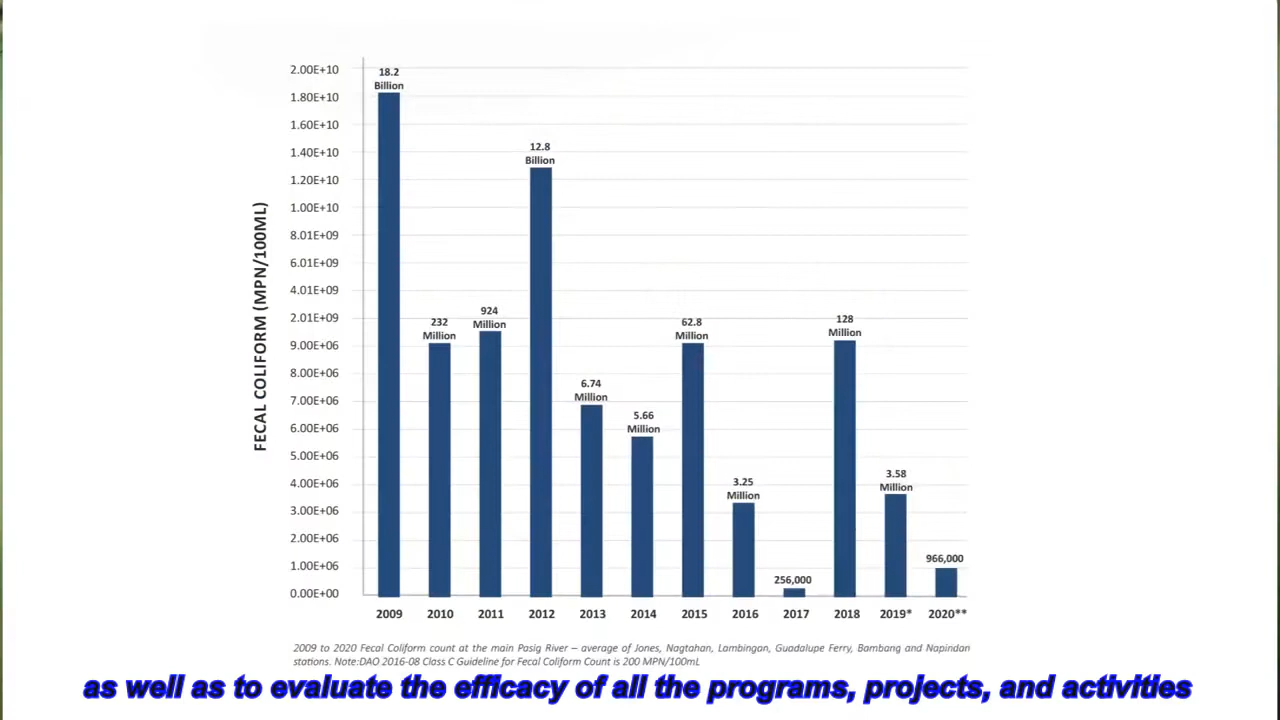 FECAL COLIFORM (MPN/100ML)
2.00E+10
1.80E+10
1.60E+10
1.40E+10
1.20E+10
1.00E+10
8.01E+09
6.01E+09
4.01E+09
2.01E+09
9.00E+06
8.00E+06
7.00E+06
6.00E+06
5.00E+06
4.00E+06
3.00E+06
2.00E+06
1.00E+06
0.00E+00
18.2
Billion
232
Million
924
Million
12.8
Billion
6.74
Million
5.66
Million
62.8
Million
3.25
Million
256,000
128
Million
3.58
Million
966,000
2009 2010 2011 2012 2013 2014 2015 2016 2017 2018 2019* 2020**
2009 to 2020 Fecal Coliform count at the main Pasig River – average of Jones, Nagtahan, Lambingan, Guadalupe Ferry, Bambang and Napindan
stations. Note:DAO 2016-08 Class C Guideline for Fecal Coliform Count is 200 MPN/100mL
as well as to evaluate the efficacy of all the programs, projects, and activities